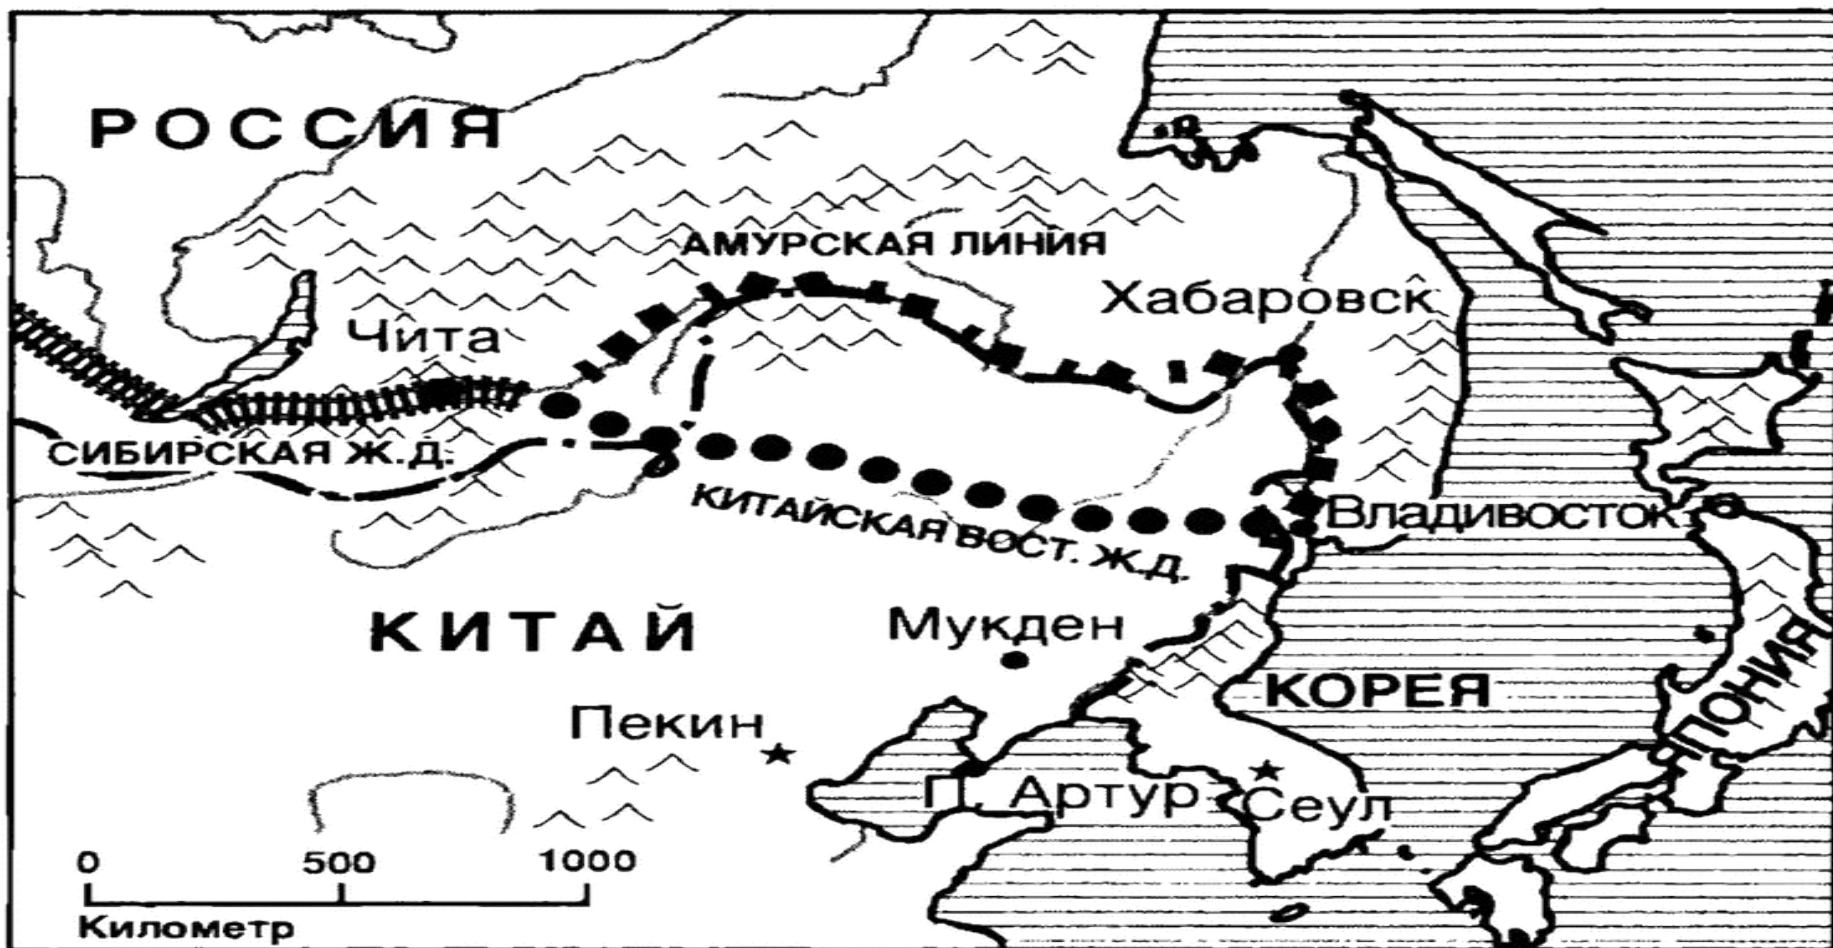 РОССИЯ
АМУРСКАЯ ЛИНИЯ
Хабаровск
Чита
СИБИРСКАЯ Ж.Д.
КИТАЙСКАЯ ВОСТ. Ж.Д.
Владивосток
КИТАЙ
Мукден
КОРЕЯ
ЯПОНИЯ
Пекин
П. Артур
Сеул
0 500 1000
Километр